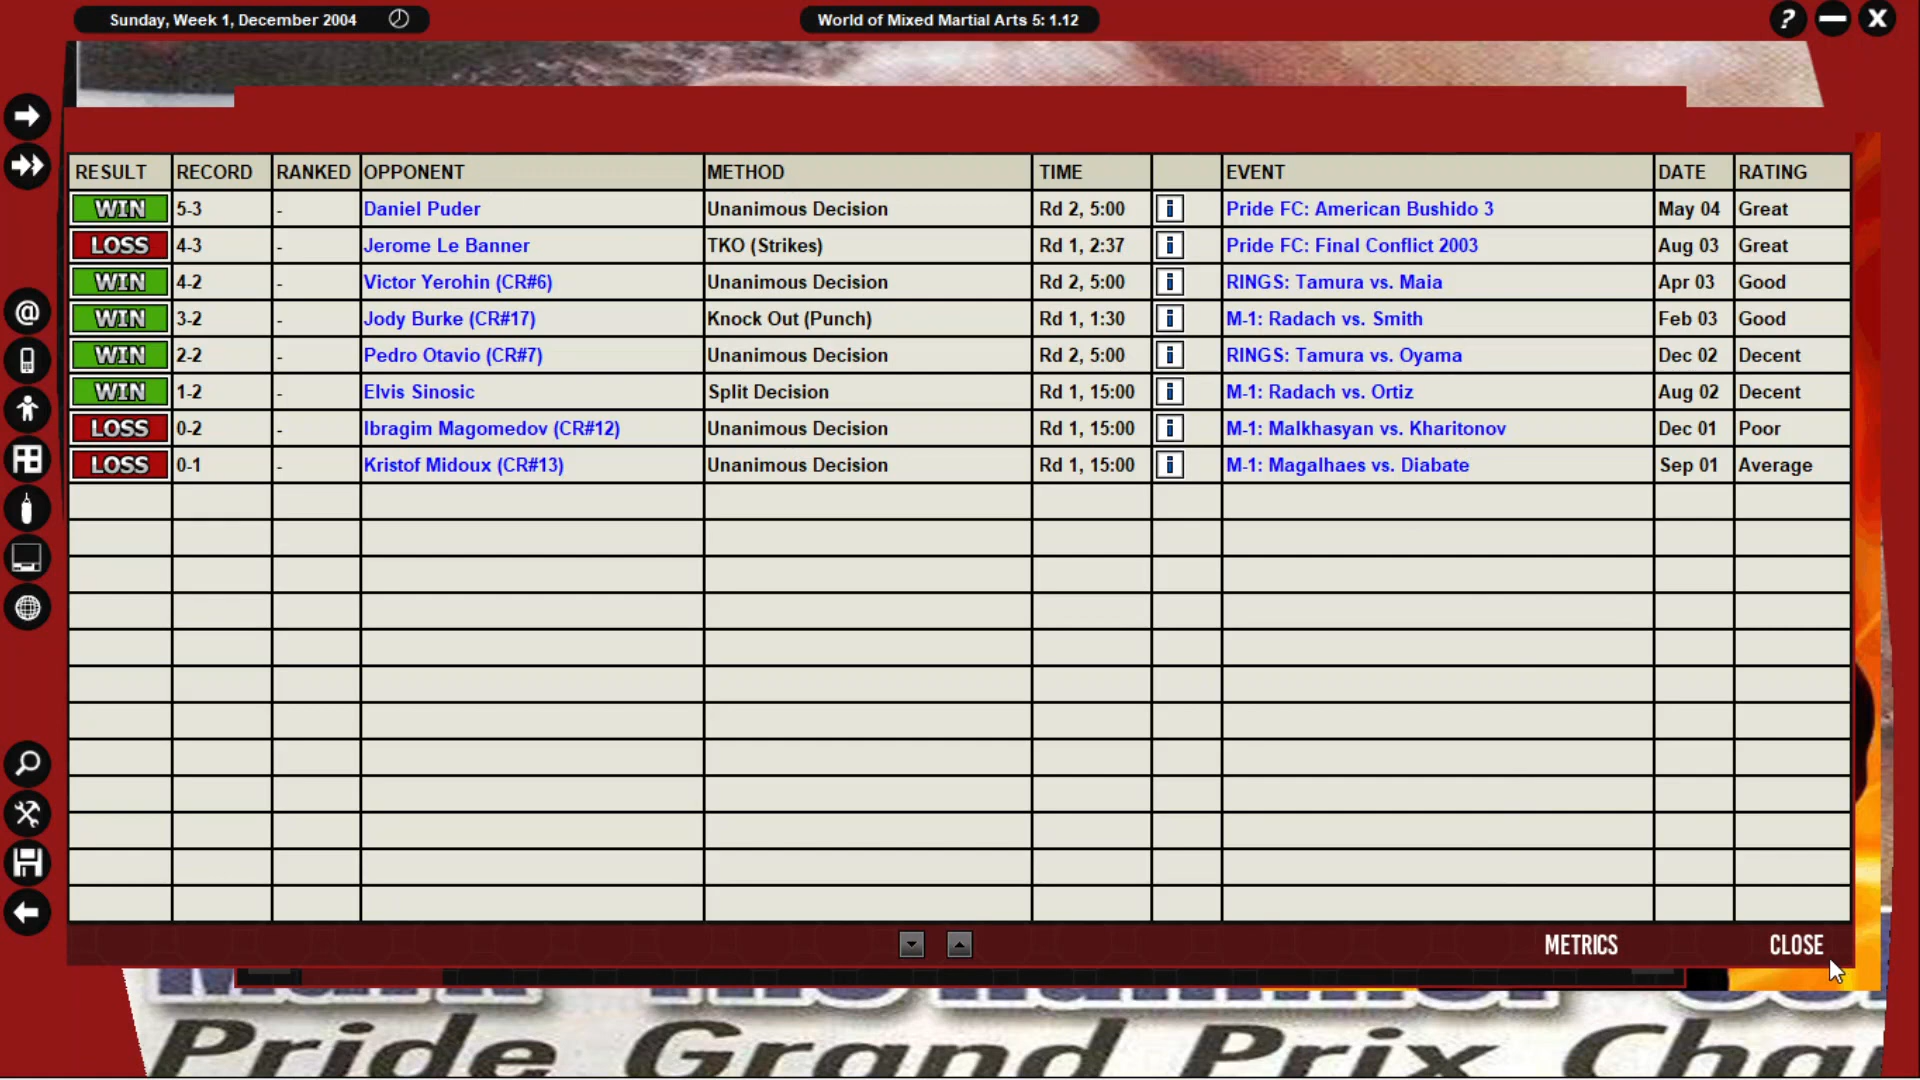 Sunday, Week 1, December 2004
World of Mixed Martial Arts 5: 1.12
?
X
RESULT RECORD RANKED OPPONENT METHOD TIME EVENT DATE RATING
WIN 5-3 - Daniel Puder Unanimous Decision Rd 2, 5:00 i Pride FC: American Bushido 3 May 04 Great
LOSS 4-3 - Jerome Le Banner TKO (Strikes) Rd 1, 2:37 i Pride FC: Final Conflict 2003 Aug 03 Great
WIN 4-2 - Victor Yerohin (CR#6) Unanimous Decision Rd 2, 5:00 i RINGS: Tamura vs. Maia Apr 03 Good
WIN 3-2 - Jody Burke (CR#17) Knock Out (Punch) Rd 1, 1:30 i M-1: Radach vs. Smith Feb 03 Good
WIN 2-2 - Pedro Otavio (CR#7) Unanimous Decision Rd 2, 5:00 i RINGS: Tamura vs. Oyama Dec 02 Decent
WIN 1-2 - Elvis Sinosic Split Decision Rd 1, 15:00 i M-1: Radach vs. Ortiz Aug 02 Decent
LOSS 0-2 - Ibragim Magomedov (CR#12) Unanimous Decision Rd 1, 15:00 i M-1: Malkhasyan vs. Kharitonov Dec 01 Poor
LOSS 0-1 - Kristof Midoux (CR#13) Unanimous Decision Rd 1, 15:00 i M-1: Magalhaes vs. Diabate Sep 01 Average
METRICS CLOSE
Pride Grand Prix